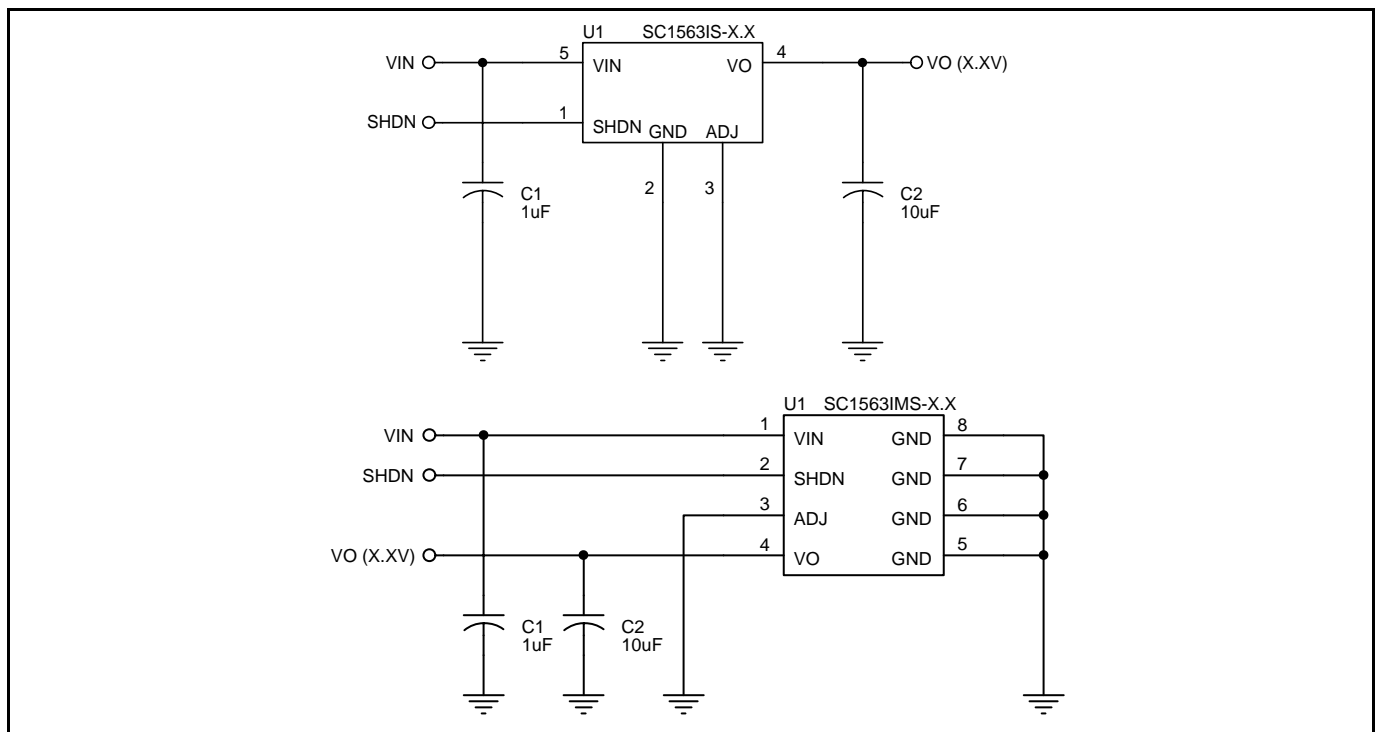 U1 SC1563IS-X.X
VIN 5 VIN VO 4 VO (X.XV)
SHDN 1 SHDN GND ADJ
2 3
C1 C2
1uF 10uF
U1 SC1563IMS-X.X
VIN 1 VIN GND 8
SHDN 2 SHDN GND 7
3 ADJ GND 6
VO (X.XV) 4 VO GND 5
C1 C2
1uF 10uF